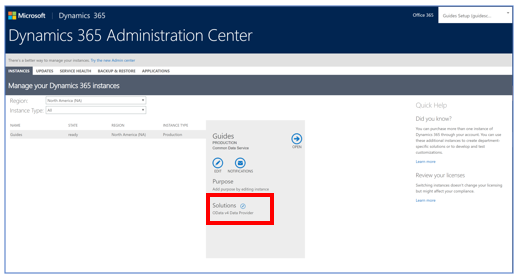 Microsoft Dynamics 365 Office 365 Guides Setup (guidesc...
Dynamics 365 Administration Center
There's a better way to manage your instances. Try the new Admin center
INSTANCES UPDATES SERVICE HEALTH BACKUP & RESTORE APPLICATIONS
Manage your Dynamics 365 instances
Region: North America (NA)
Instance Type: All
NAME STATE REGION INSTANCE TYPE
Guides ready North America (NA) Production
Guides
PRODUCTION
Common Data Service
OPEN
EDIT NOTIFICATIONS
Purpose
Add purpose by editing instance
Solutions
OData v4 Data Provider
Quick Help
Did you know?
You can purchase more than one instance of
Dynamics 365 through your account. You can use
these additional instances to create department
specific solutions or to develop and test
customizations.
Learn more
Review your licenses
Switching instances doesn't change your licensing
but might affect your compliance.
Learn more